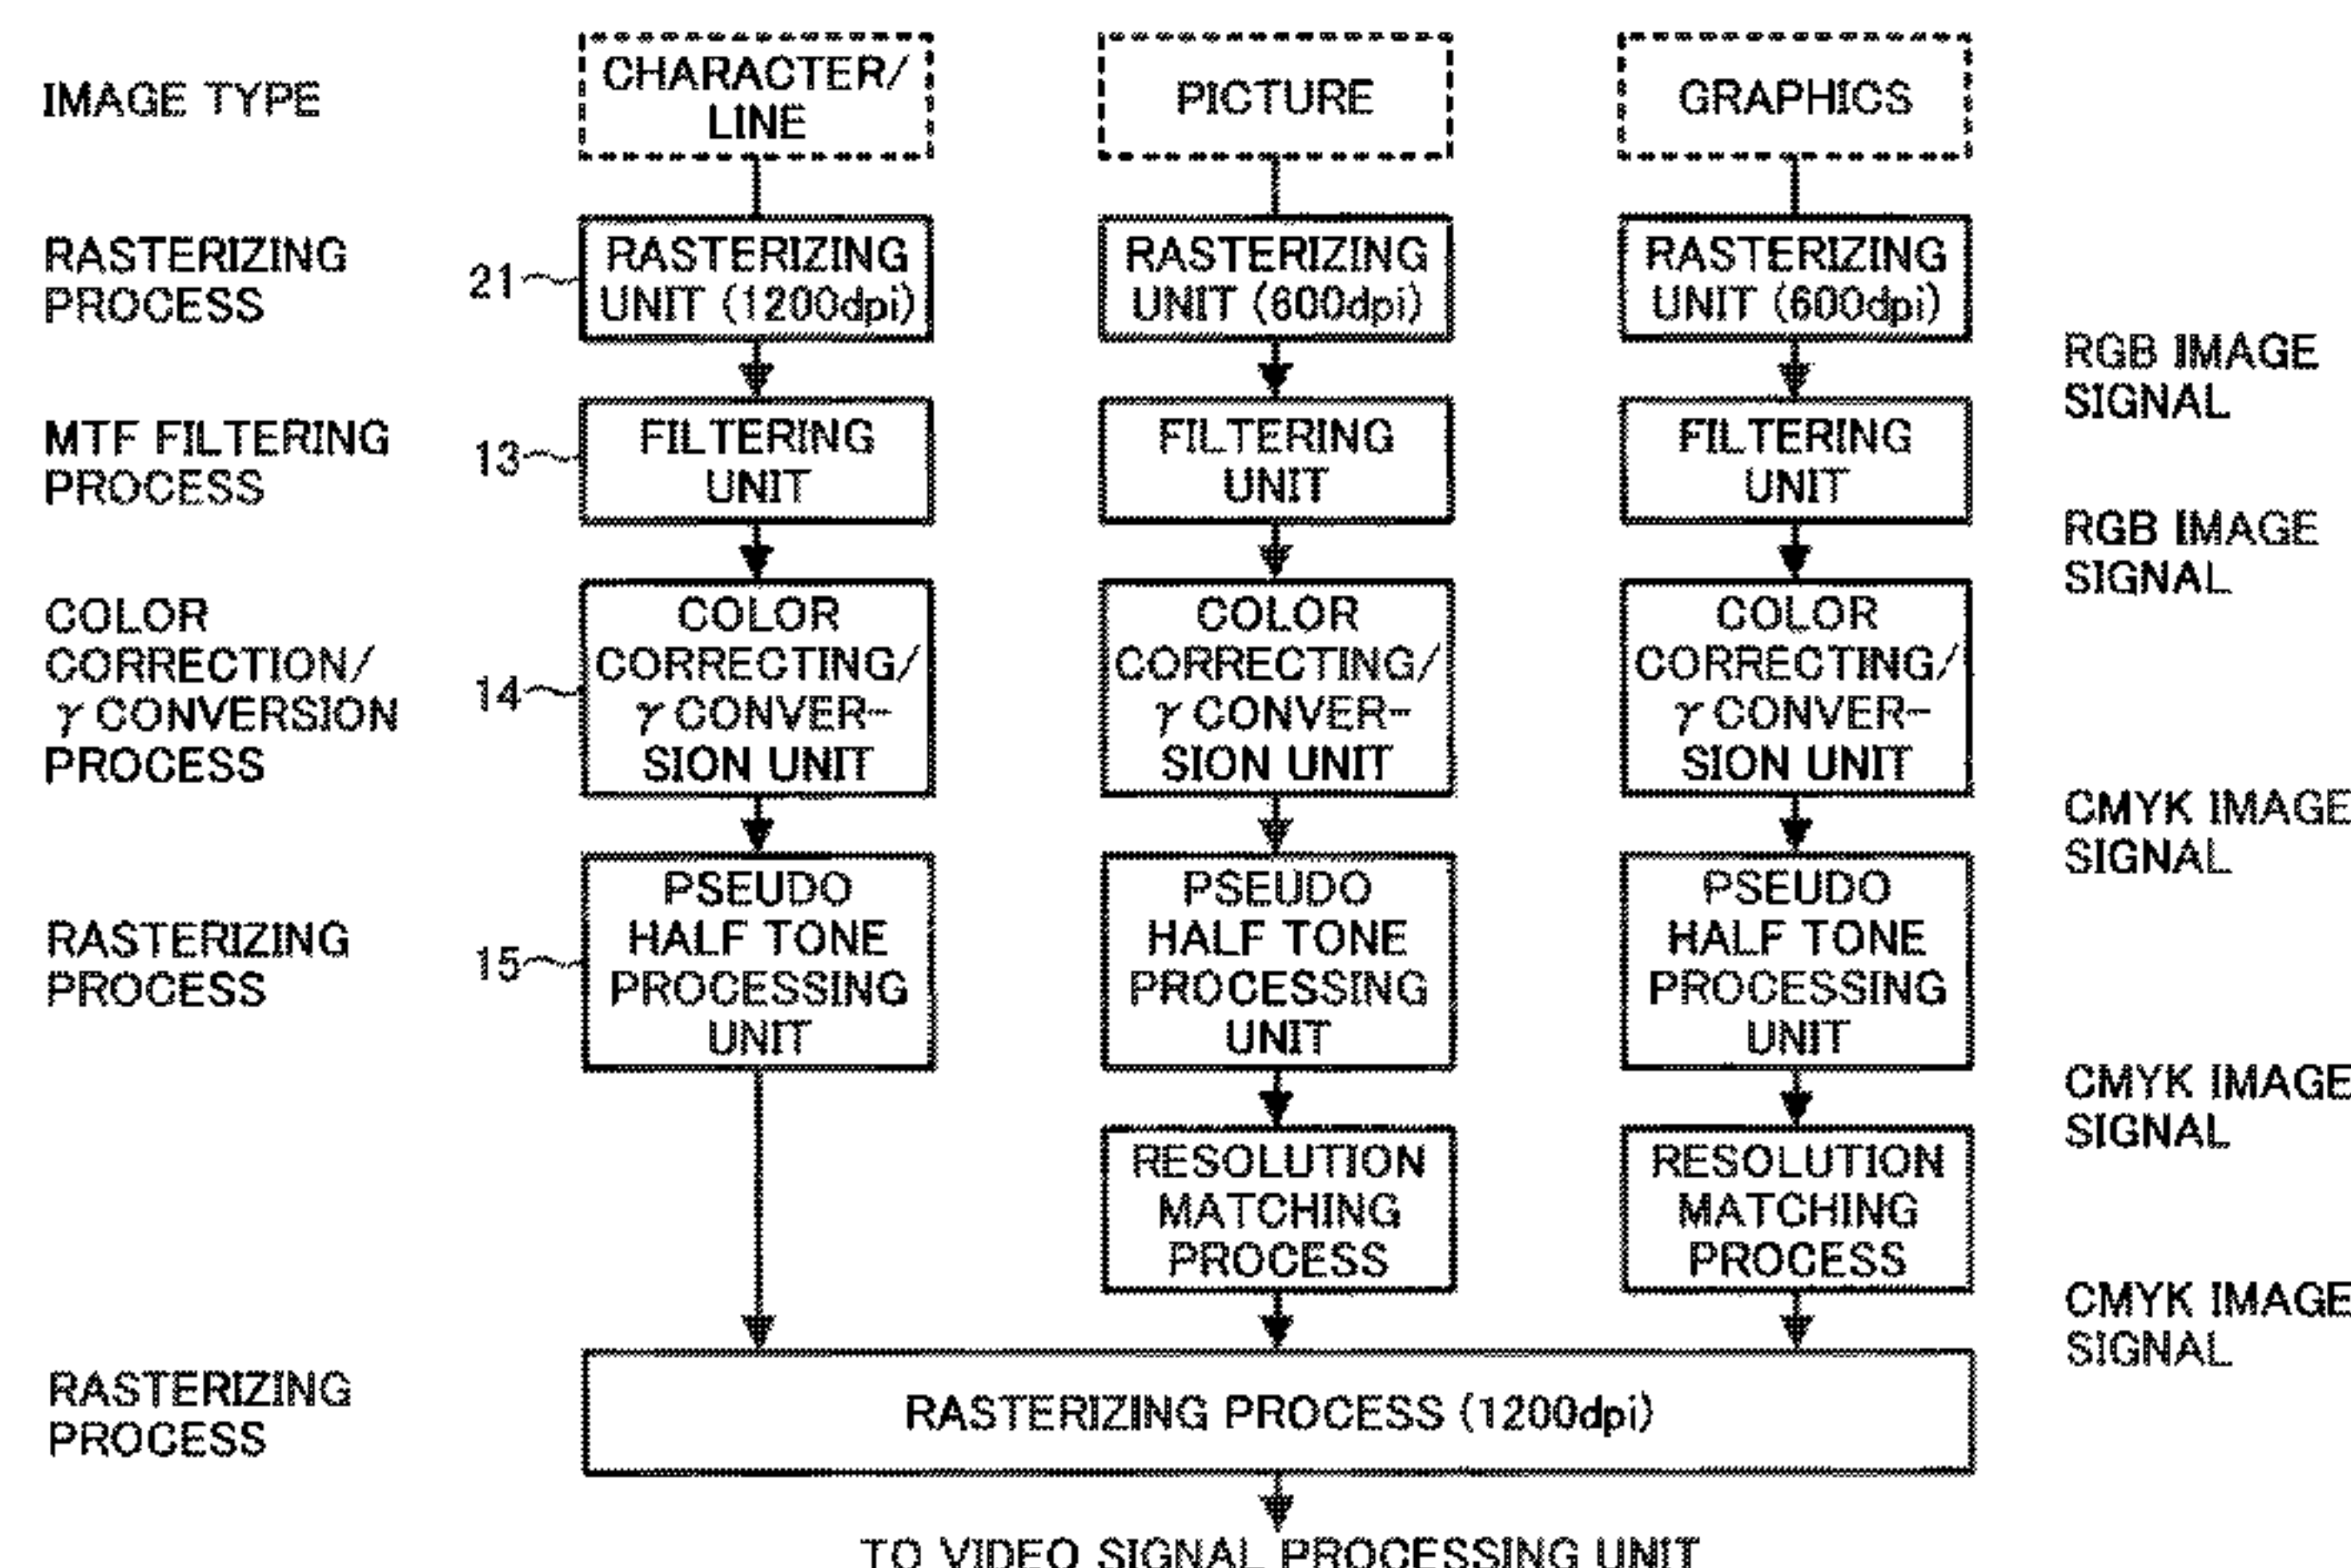 IMAGE TYPE
CHARACTER/
LINE
PICTURE
GRAPHICS
RASTERIZING
PROCESS
21
RASTERIZING
UNIT (1200dpi)
RASTERIZING
UNIT (600dpi)
RASTERIZING
UNIT (600dpi)
RGB IMAGE
SIGNAL
MTF FILTERING
PROCESS
13
FILTERING
UNIT
FILTERING
UNIT
FILTERING
UNIT
RGB IMAGE
SIGNAL
COLOR
CORRECTION/
γ CONVERSION
PROCESS
14
COLOR
CORRECTING/
γ CONVER-
SION UNIT
COLOR
CORRECTING/
γ CONVER-
SION UNIT
COLOR
CORRECTING/
γ CONVER-
SION UNIT
CMYK IMAGE
SIGNAL
RASTERIZING
PROCESS
15
PSEUDO
HALF TONE
PROCESSING
UNIT
PSEUDO
HALF TONE
PROCESSING
UNIT
PSEUDO
HALF TONE
PROCESSING
UNIT
CMYK IMAGE
SIGNAL
RESOLUTION
MATCHING
PROCESS
RESOLUTION
MATCHING
PROCESS
CMYK IMAGE
SIGNAL
RASTERIZING
PROCESS
RASTERIZING PROCESS (1200dpi)
TO VIDEO SIGNAL PROCESSING UNIT